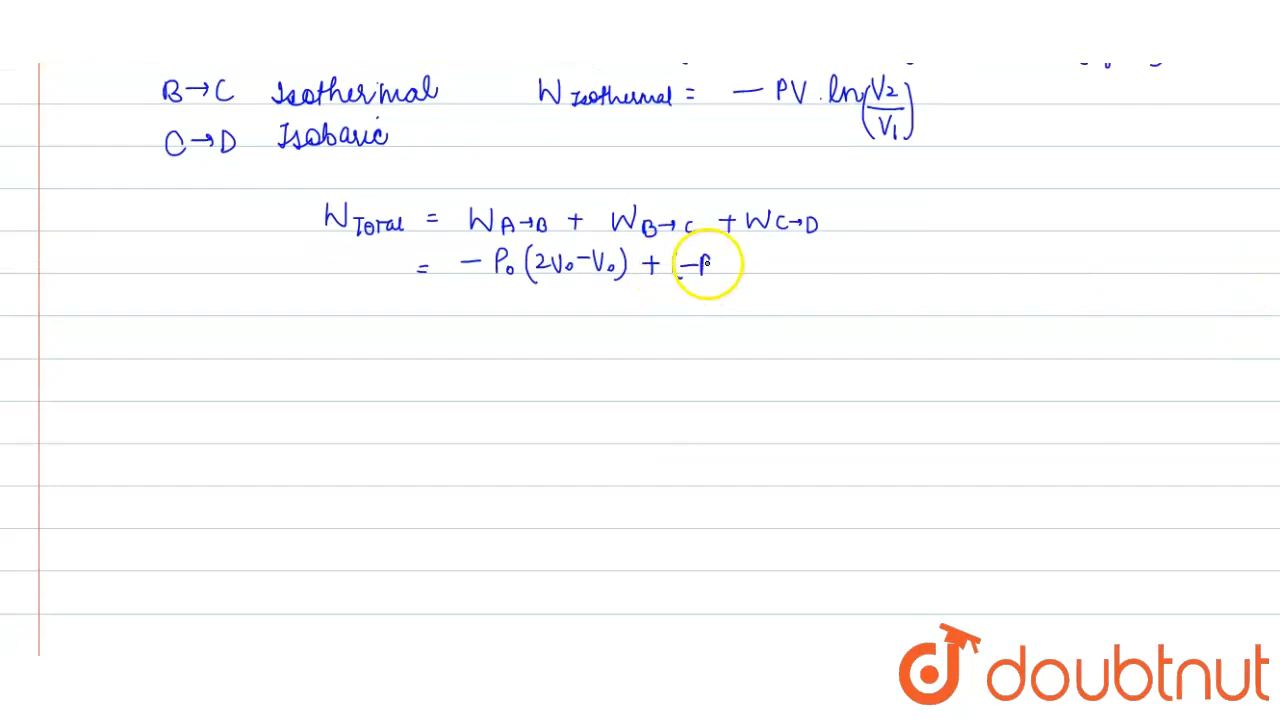 B→C Isothermal W Isothermal = − PV . ln (V2/V1)
C→D Isobaric
W Total = W A→B + W B→C + W C→D
= − P₀ (2V₀ − V₀) + (−P
doubtnut